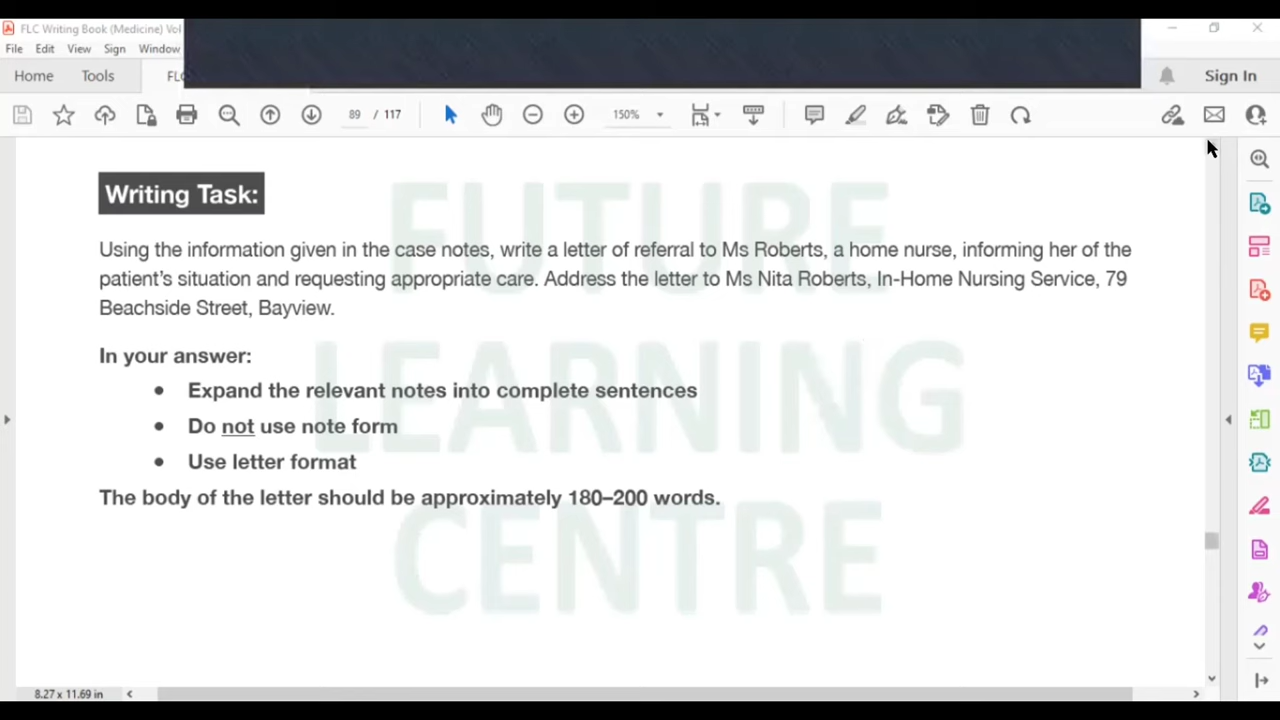 FLC Writing Book (Medicine) Vol
File Edit View Sign Window
Home Tools FLC Sign In
89 / 117 150%
Writing Task:
Using the information given in the case notes, write a letter of referral to Ms Roberts, a home nurse, informing her of the
patient's situation and requesting appropriate care. Address the letter to Ms Nita Roberts, In-Home Nursing Service, 79
Beachside Street, Bayview.
In your answer:
• Expand the relevant notes into complete sentences
• Do not use note form
• Use letter format
The body of the letter should be approximately 180–200 words.
FUTURE
LEARNING
CENTRE
8.27 x 11.69 in